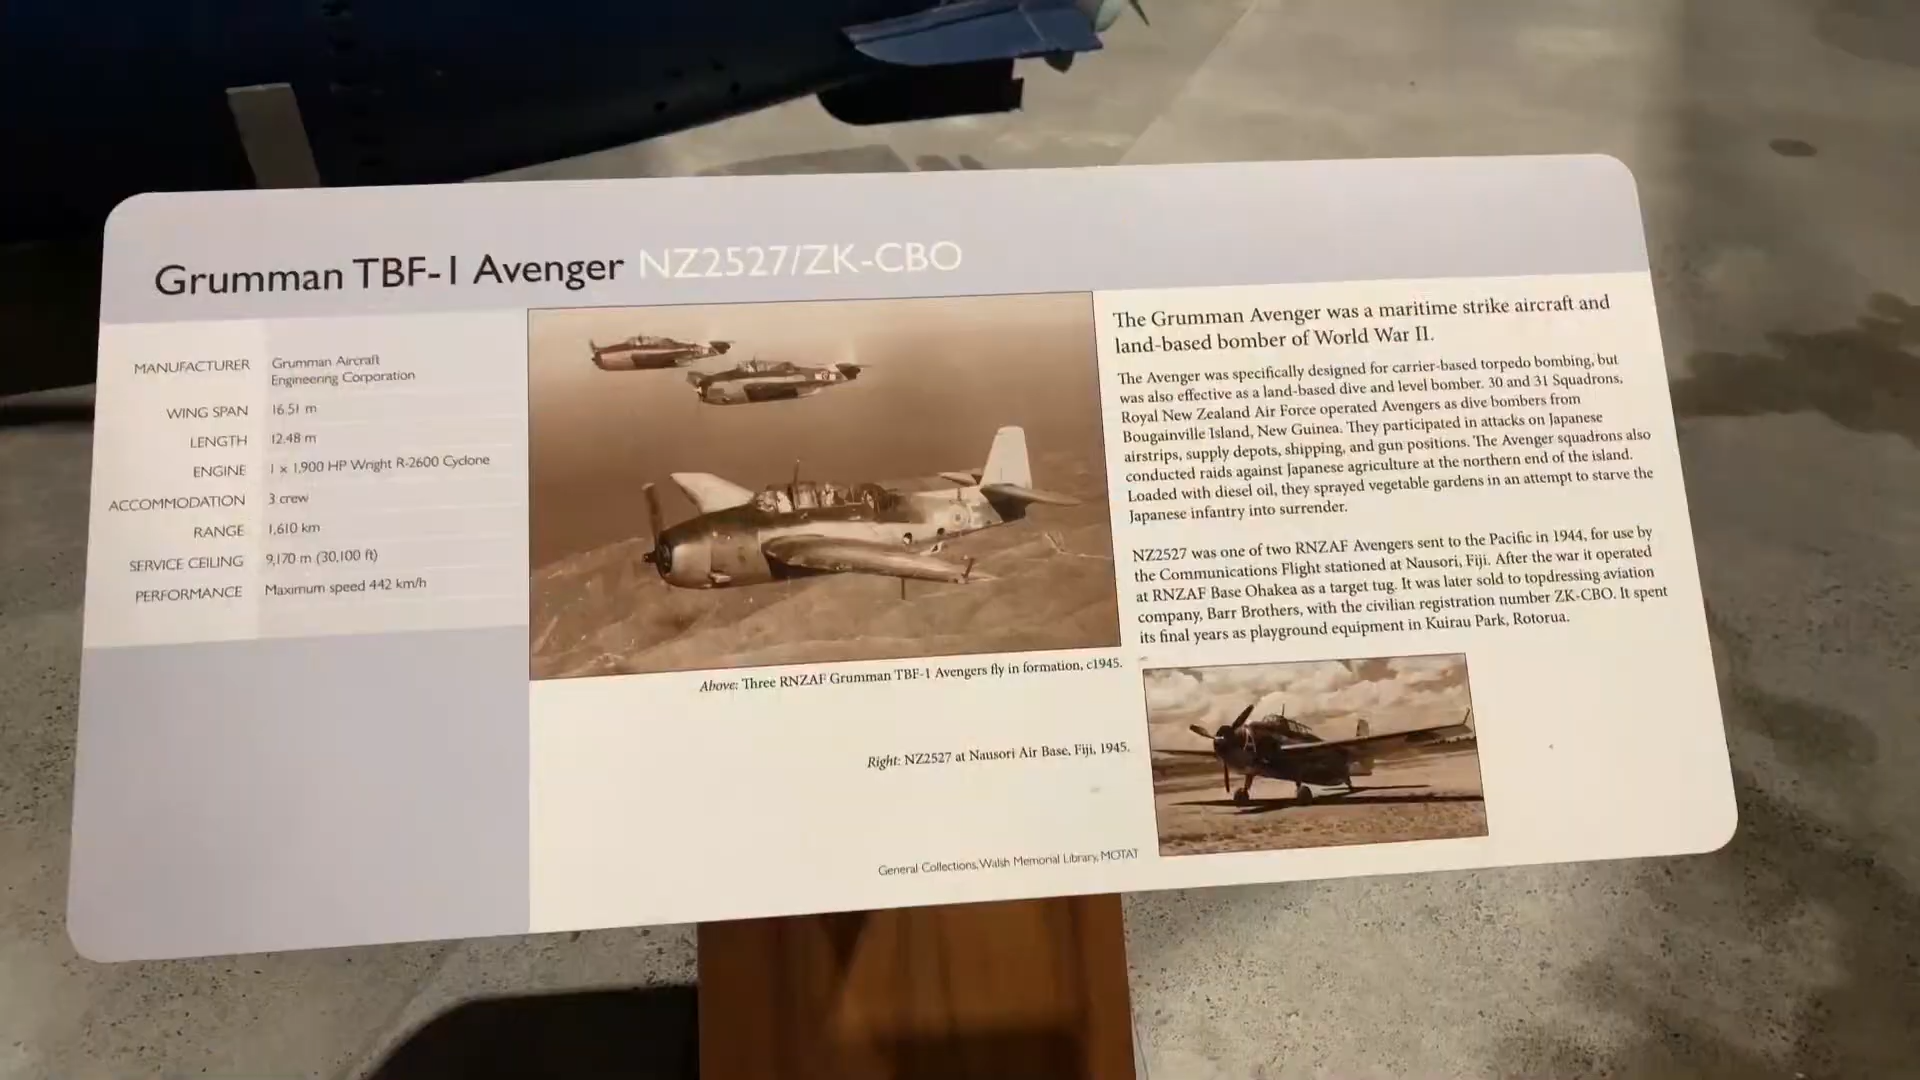 Grumman TBF-1 Avenger NZ2527/ZK-CBO
MANUFACTURER Grumman Aircraft
Engineering Corporation
WING SPAN 16.51 m
LENGTH 12.48 m
ENGINE 1 x 1,900 HP Wright R-2600 Cyclone
ACCOMMODATION 3 crew
RANGE 1,610 km
SERVICE CEILING 9,170 m (30,100 ft)
PERFORMANCE Maximum speed 442 km/h
Above: Three RNZAF Grumman TBF-1 Avengers fly in formation, c1945.
The Grumman Avenger was a maritime strike aircraft and
land-based bomber of World War II.
The Avenger was specifically designed for carrier-based torpedo bombing, but
was also effective as a land-based dive and level bomber. 30 and 31 Squadrons,
Royal New Zealand Air Force operated Avengers as dive bombers from
Bougainville Island, New Guinea. They participated in attacks on Japanese
airstrips, supply depots, shipping, and gun positions. The Avenger squadrons also
conducted raids against Japanese agriculture at the northern end of the island.
Loaded with diesel oil, they sprayed vegetable gardens in an attempt to starve the
Japanese infantry into surrender.
NZ2527 was one of two RNZAF Avengers sent to the Pacific in 1944, for use by
the Communications Flight stationed at Nausori, Fiji. After the war it operated
at RNZAF Base Ohakea as a target tug. It was later sold to topdressing aviation
company, Barr Brothers, with the civilian registration number ZK-CBO. It spent
its final years as playground equipment in Kuirau Park, Rotorua.
Right: NZ2527 at Nausori Air Base, Fiji, 1945.
General Collections, Walsh Memorial Library, MOTAT